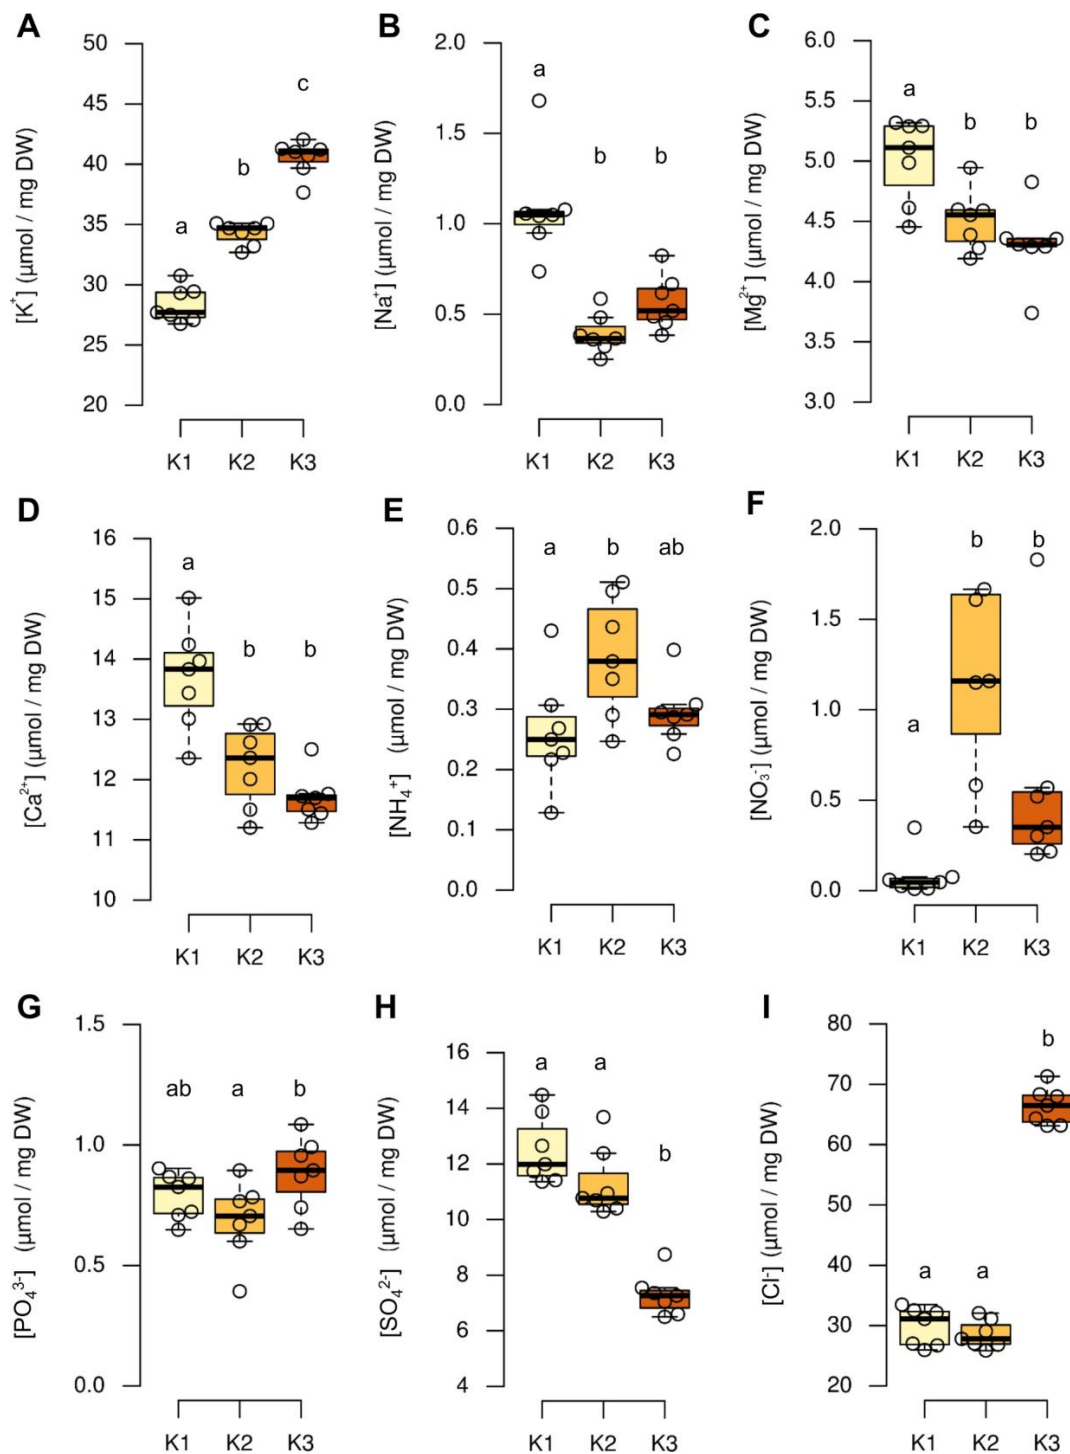 A
[K⁺] (μmol / mg DW)
50
45
40
35
30
25
20
a
b
c
K1 K2 K3
B
[Na⁺] (μmol / mg DW)
2.0
1.5
1.0
0.5
0.0
a
b
b
K1 K2 K3
C
[Mg²⁺] (μmol / mg DW)
6.0
5.5
5.0
4.5
4.0
3.5
3.0
a
b
b
K1 K2 K3
D
[Ca²⁺] (μmol / mg DW)
16
15
14
13
12
11
10
a
b
b
K1 K2 K3
E
[NH₄⁺] (μmol / mg DW)
0.6
0.5
0.4
0.3
0.2
0.1
0.0
a
b
ab
K1 K2 K3
F
[NO₃⁻] (μmol / mg DW)
2.0
1.5
1.0
0.5
0.0
a
b
b
K1 K2 K3
G
[PO₄³⁻] (μmol / mg DW)
1.5
1.0
0.5
0.0
ab
a
b
K1 K2 K3
H
[SO₄²⁻] (μmol / mg DW)
16
14
12
10
8
6
4
a
a
b
K1 K2 K3
I
[Cl⁻] (μmol / mg DW)
80
70
60
50
40
30
20
a
a
b
K1 K2 K3